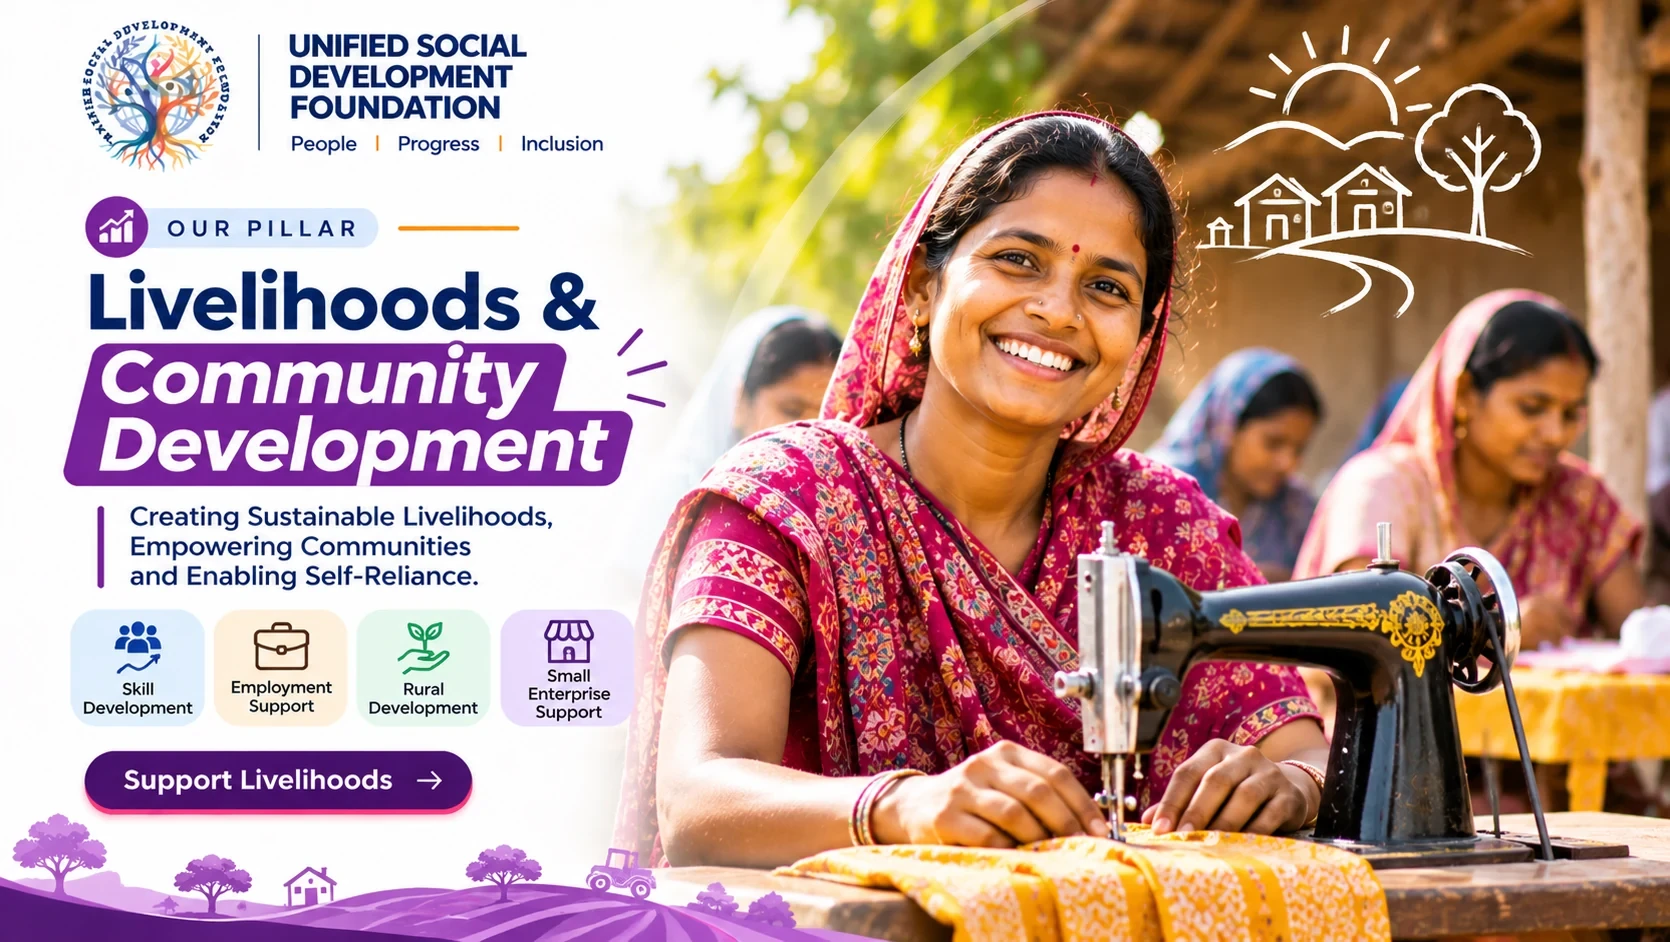 UNIFIED SOCIAL
DEVELOPMENT
FOUNDATION
People | Progress | Inclusion
OUR PILLAR
Livelihoods &
Community
Development
Creating Sustainable Livelihoods,
Empowering Communities
and Enabling Self-Reliance.
Skill
Development
Employment
Support
Rural
Development
Small
Enterprise
Support
Support Livelihoods →